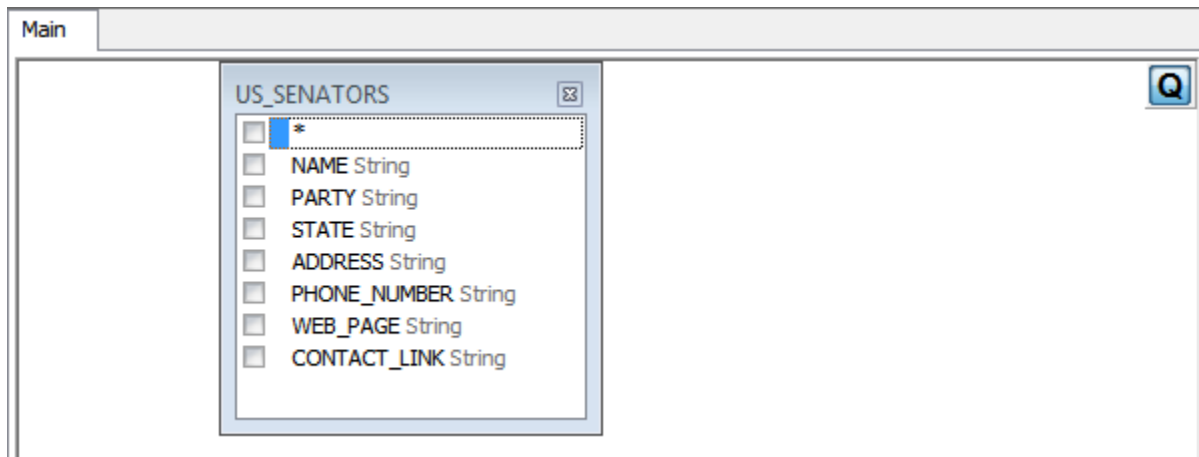 Main
US_SENATORS
Q
*
NAME String
PARTY String
STATE String
ADDRESS String
PHONE_NUMBER String
WEB_PAGE String
CONTACT_LINK String